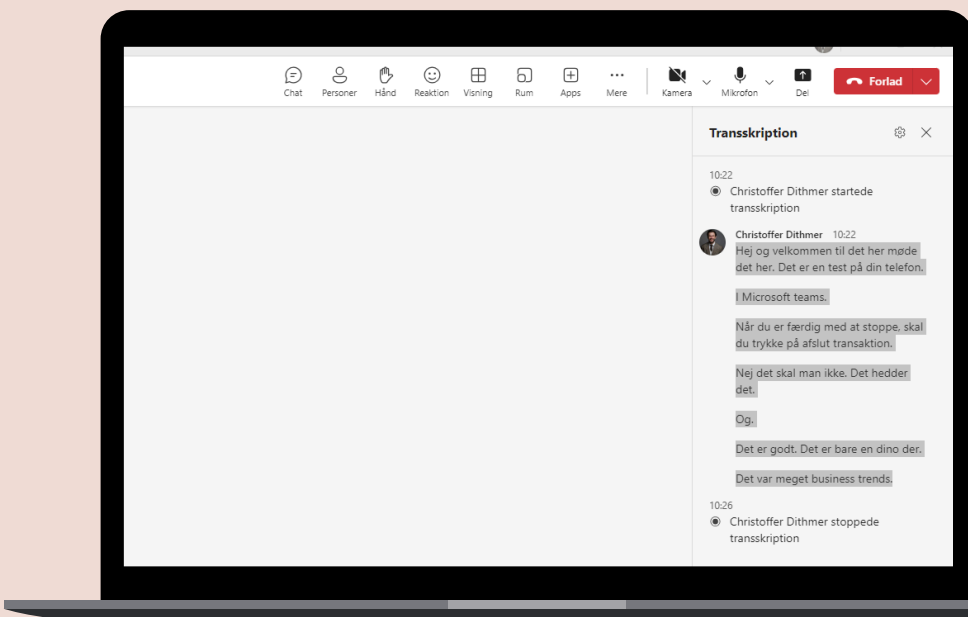 Chat Personer Hånd Reaktion Visning Rum Apps Mere Kamera Mikrofon Del Forlad
Transskription
10:22
Christoffer Dithmer startede
transskription
Christoffer Dithmer 10:22
Hej og velkommen til det her møde
det her. Det er en test på din telefon.
I Microsoft teams.
Når du er færdig med at stoppe, skal
du trykke på afslut transaktion.
Nej det skal man ikke. Det hedder
det.
Og.
Det er godt. Det er bare en dino der.
Det var meget business trends.
10:26
Christoffer Dithmer stoppede
transskription